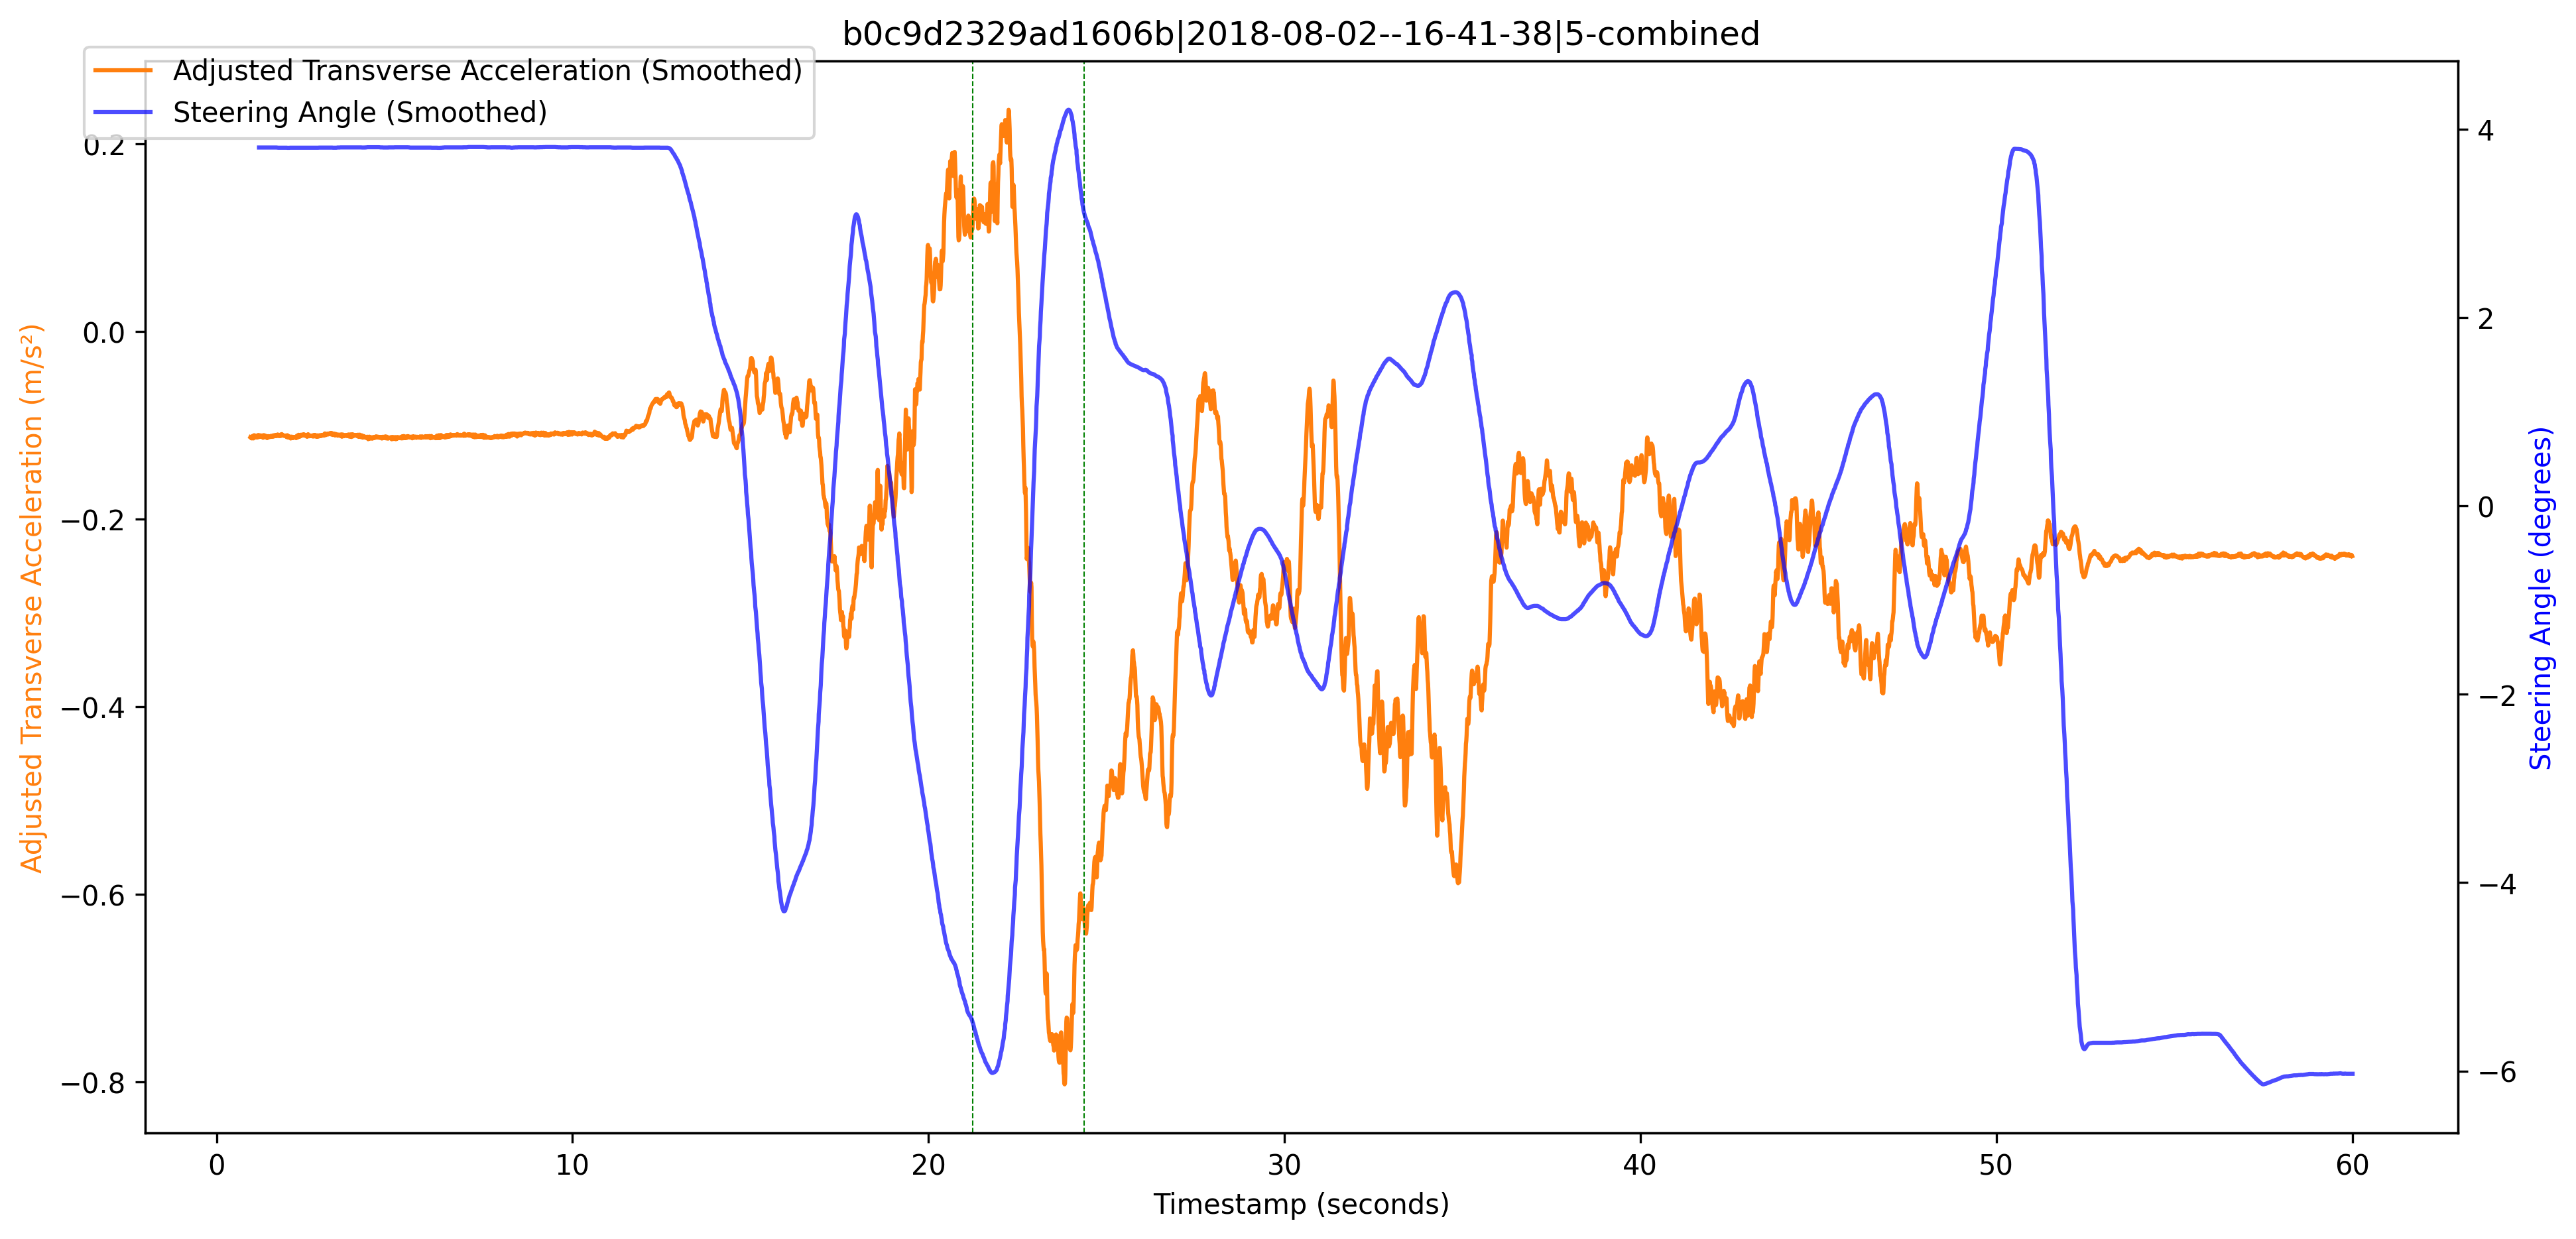 b0c9d2329ad1606b|2018-08-02--16-41-38|5-combined
Adjusted Transverse Acceleration (Smoothed)
Steering Angle (Smoothed)
Adjusted Transverse Acceleration (m/s²)
0.2
0.0
−0.2
−0.4
−0.6
−0.8
4
2
0
−2
−4
−6
Steering Angle (degrees)
0 10 20 30 40 50 60
Timestamp (seconds)